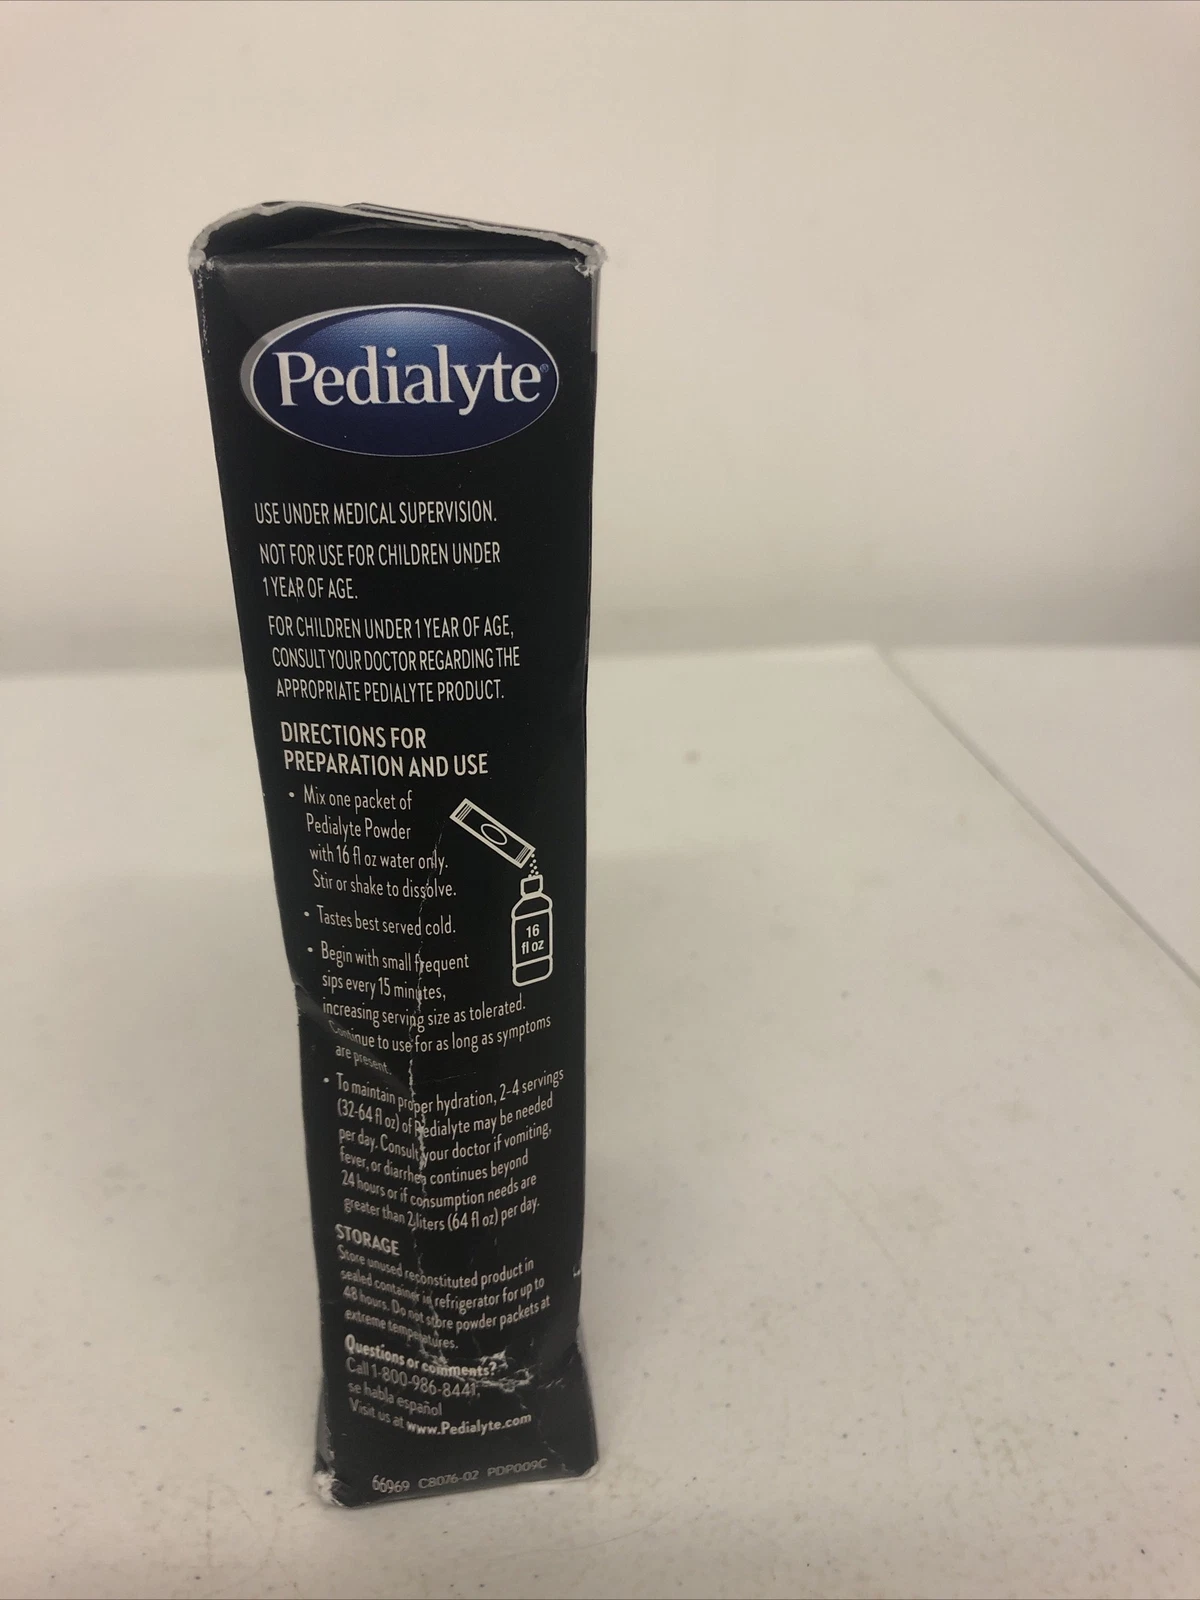 Pedialyte®
USE UNDER MEDICAL SUPERVISION.
NOT FOR USE FOR CHILDREN UNDER
1 YEAR OF AGE.
FOR CHILDREN UNDER 1 YEAR OF AGE,
CONSULT YOUR DOCTOR REGARDING THE
APPROPRIATE PEDIALYTE PRODUCT.
DIRECTIONS FOR
PREPARATION AND USE
• Mix one packet of
Pedialyte Powder
with 16 fl oz water only.
Stir or shake to dissolve.
• Tastes best served cold.
16
fl oz
• Begin with small frequent
sips every 15 minutes,
increasing serving size as tolerated.
Continue to use for as long as symptoms
are present.
• To maintain proper hydration, 2-4 servings
(32-64 fl oz) of Pedialyte may be needed
per day. Consult your doctor if vomiting,
fever, or diarrhea continues beyond
24 hours or if consumption needs are
greater than 2 liters (64 fl oz) per day.
STORAGE
Store unused reconstituted product in
sealed container in refrigerator for up to
48 hours. Do not store powder packets at
extreme temperatures.
Questions or comments?
Call 1-800-986-8441,
se habla español
Visit us at www.Pedialyte.com
66969 C8076-02 PDP009C